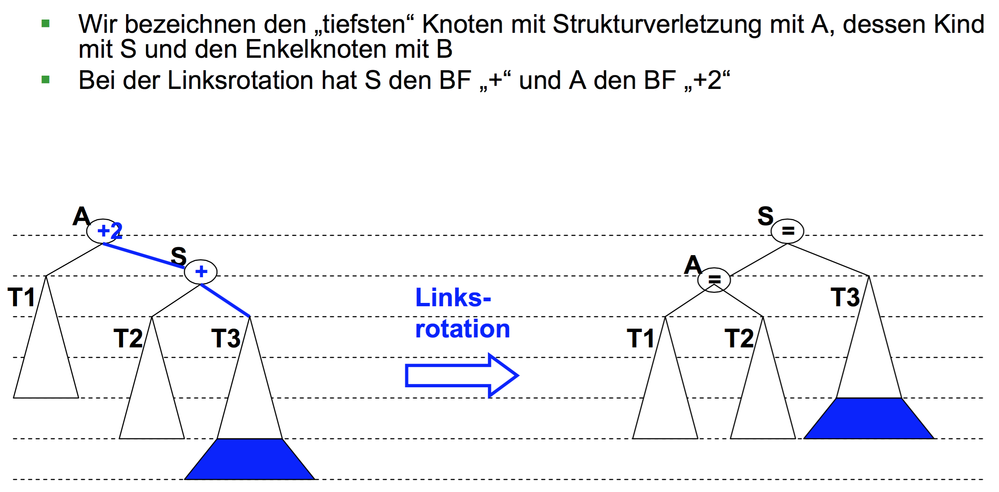 Wir bezeichnen den „tiefsten“ Knoten mit Strukturverletzung mit A, dessen Kind
mit S und den Enkelknoten mit B
Bei der Linksrotation hat S den BF „+“ und A den BF „+2“
A
+2
S
=
S
+
A
=
T1
T2
T3
Links-
rotation
T1
T2
T3